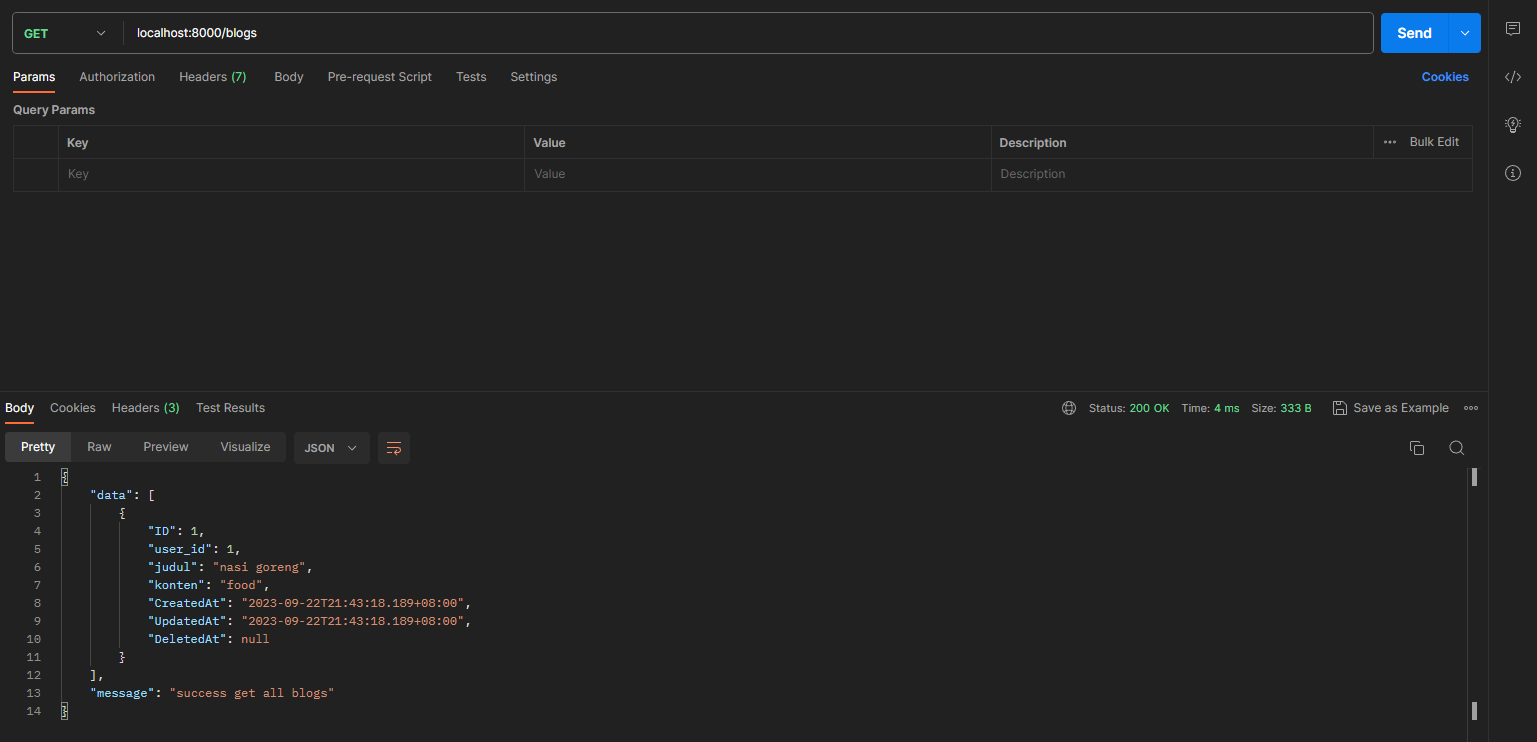 GET localhost:8000/blogs Send
Params Authorization Headers (7) Body Pre-request Script Tests Settings Cookies
Query Params
Key Value Description Bulk Edit
Key Value Description
Body Cookies Headers (3) Test Results Status: 200 OK Time: 4 ms Size: 333 B Save as Example
Pretty Raw Preview Visualize JSON
1 {
2 "data": [
3 {
4 "ID": 1,
5 "user_id": 1,
6 "judul": "nasi goreng",
7 "konten": "food",
8 "CreatedAt": "2023-09-22T21:43:18.189+08:00",
9 "UpdatedAt": "2023-09-22T21:43:18.189+08:00",
10 "DeletedAt": null
11 }
12 ],
13 "message": "success get all blogs"
14 }